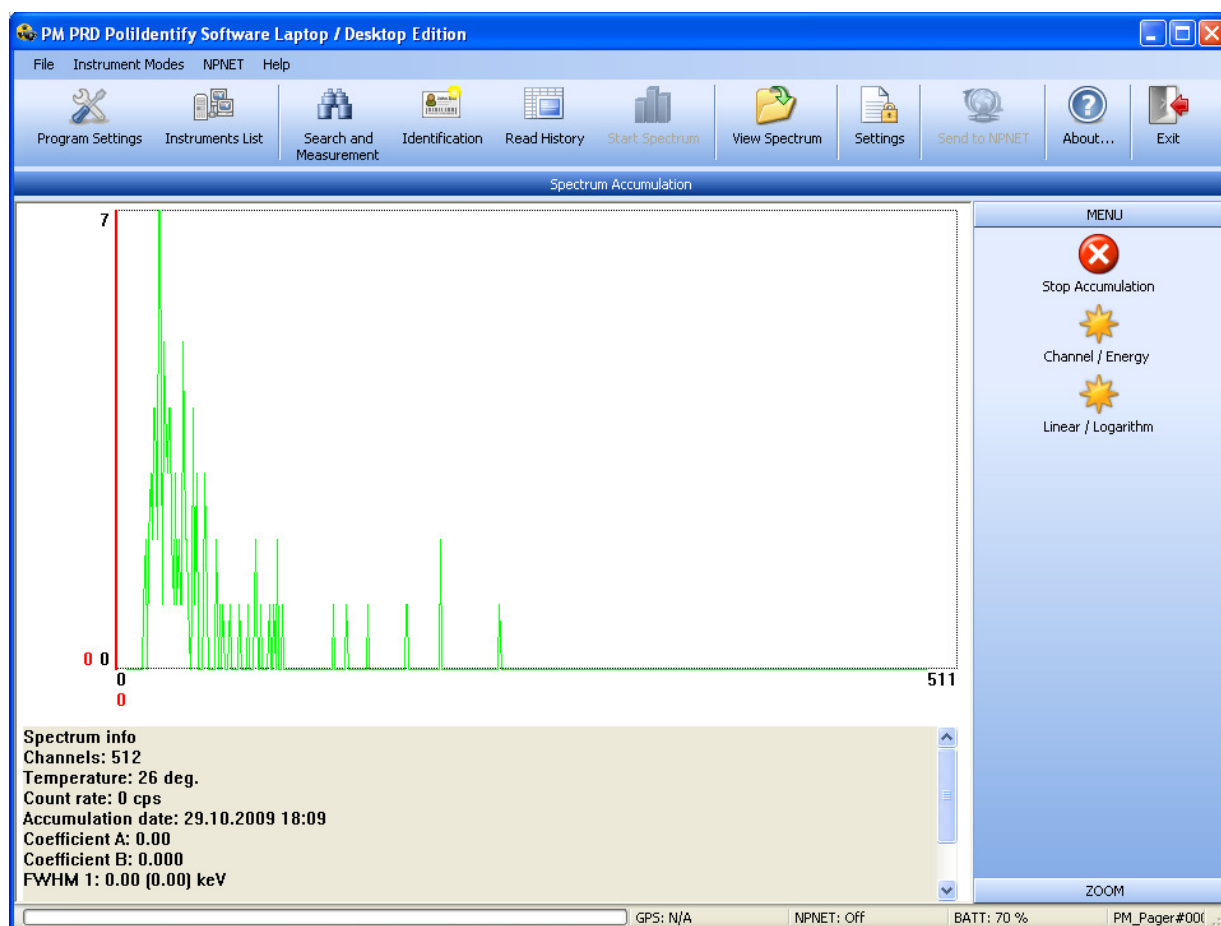 PM PRD PoliIdentify Software Laptop / Desktop Edition
File Instrument Modes NPNET Help
Program Settings Instruments List Search and Measurement Identification Read History Start Spectrum View Spectrum Settings Send to NPNET About... Exit
Spectrum Accumulation
7
0 0
0 511
0
MENU
Stop Accumulation
Channel / Energy
Linear / Logarithm
Spectrum info
Channels: 512
Temperature: 26 deg.
Count rate: 0 cps
Accumulation date: 29.10.2009 18:09
Coefficient A: 0.00
Coefficient B: 0.000
FWHM 1: 0.00 (0.00) keV
ZOOM
GPS: N/A NPNET: Off BATT: 70 %